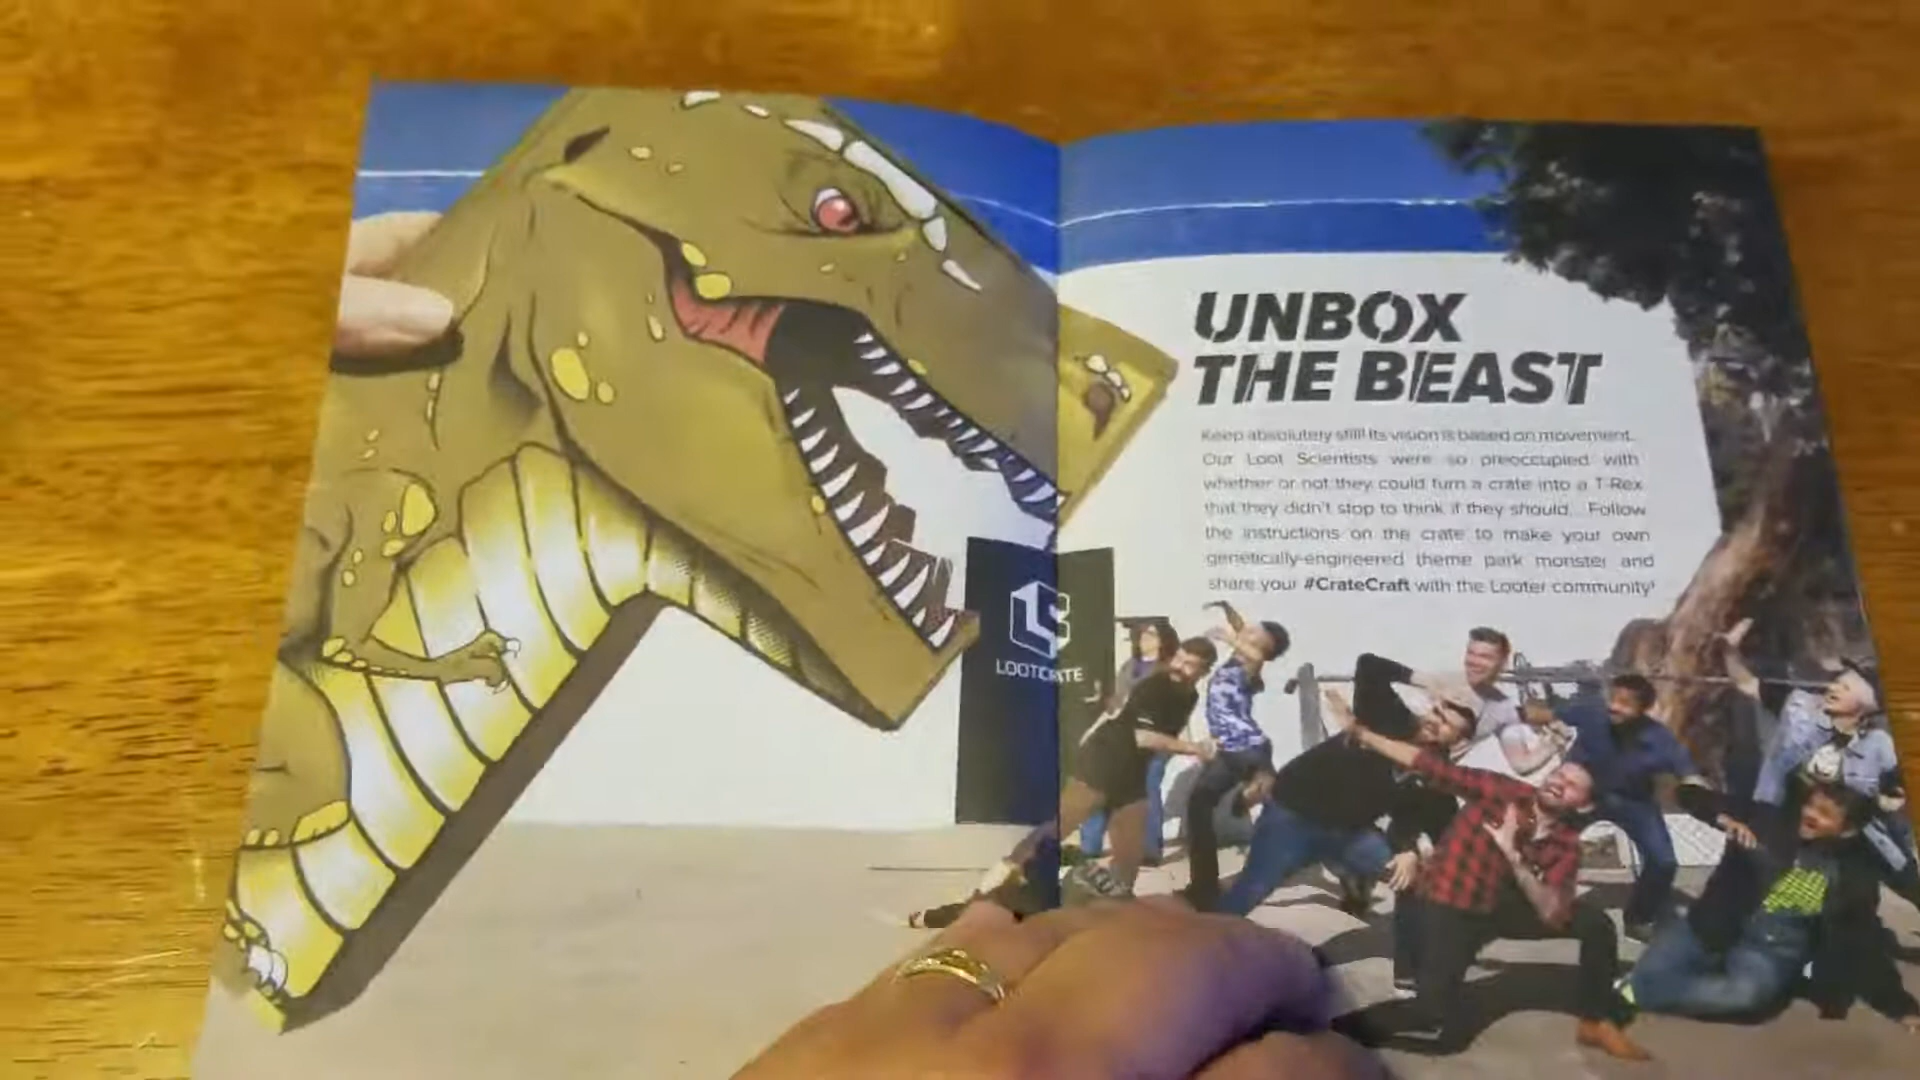 UNBOX
THE BEAST
Keep absolutely still! Its vision is based on movement.
Our Loot Scientists were so preoccupied with
whether or not they could turn a crate into a T-Rex
that they didn't stop to think if they should... Follow
the instructions on the crate to make your own
genetically-engineered theme park monster and
share your #CrateCraft with the Looter community!
LOOTCRATE